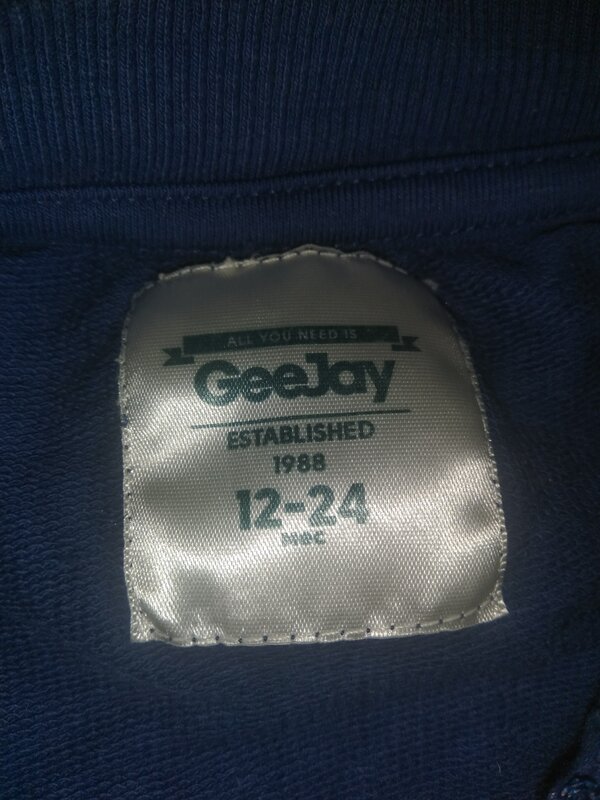 ALL YOU NEED IS
GeeJay
ESTABLISHED
1988
12-24
мес